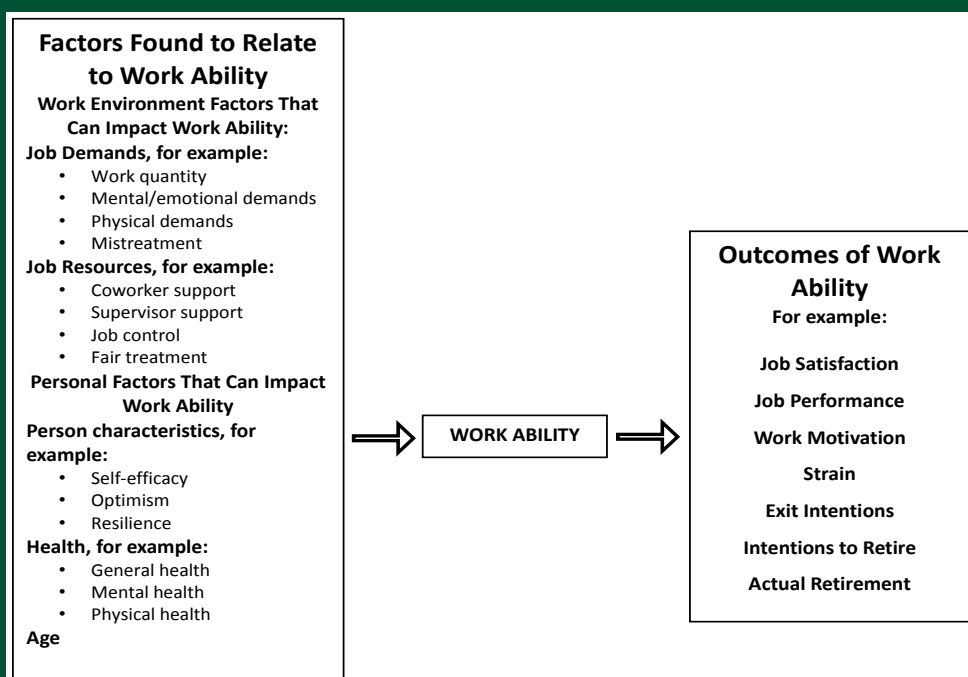 Factors Found to Relate
to Work Ability
Work Environment Factors That
Can Impact Work Ability:
Job Demands, for example:
• Work quantity
• Mental/emotional demands
• Physical demands
• Mistreatment
Job Resources, for example:
• Coworker support
• Supervisor support
• Job control
• Fair treatment
Personal Factors That Can Impact
Work Ability
Person characteristics, for
example:
• Self-efficacy
• Optimism
• Resilience
Health, for example:
• General health
• Mental health
• Physical health
Age
WORK ABILITY
Outcomes of Work
Ability
For example:
Job Satisfaction
Job Performance
Work Motivation
Strain
Exit Intentions
Intentions to Retire
Actual Retirement